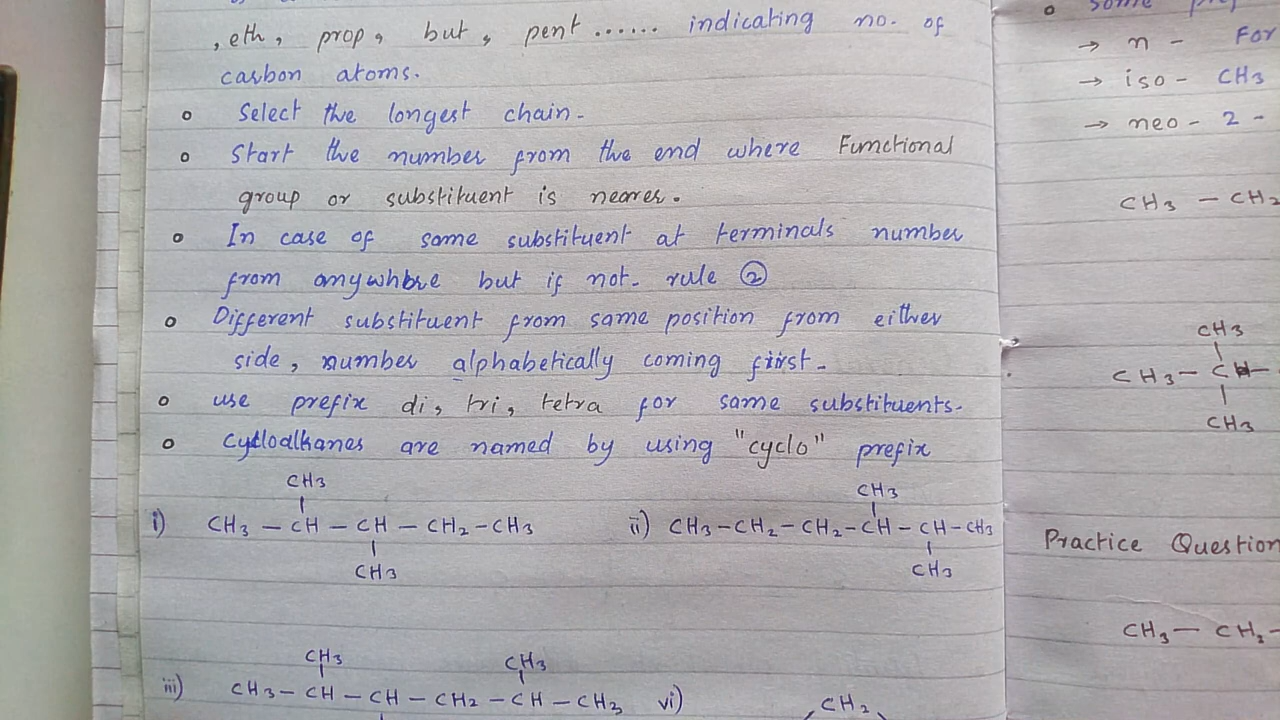 , eth, prop, but, pent ...... indicating no. of
carbon atoms.
o Select the longest chain.
o Start the number from the end where Functional
group or substituent is neares.
o In case of same substituent at terminals number
from anywhere but if not. rule ②
o Different substituent from same position from either
side, number alphabetically coming first.
o use prefix di, tri, tetra for same substituents.
o Cycloalkanes are named by using "cyclo" prefix
CH3
i) CH3 — CH — CH — CH2 — CH3
CH3
CH3
ii) CH3 — CH2 — CH2 — CH — CH — CH3
CH3
CH3 CH3
iii) CH3 — CH — CH — CH2 — CH — CH3
vi) CH2
o some
→ n - For
→ iso - CH3
→ neo - 2 -
CH3 — CH2
CH3
CH3 — CH —
CH3
Practice Question
CH3 — CH2 —